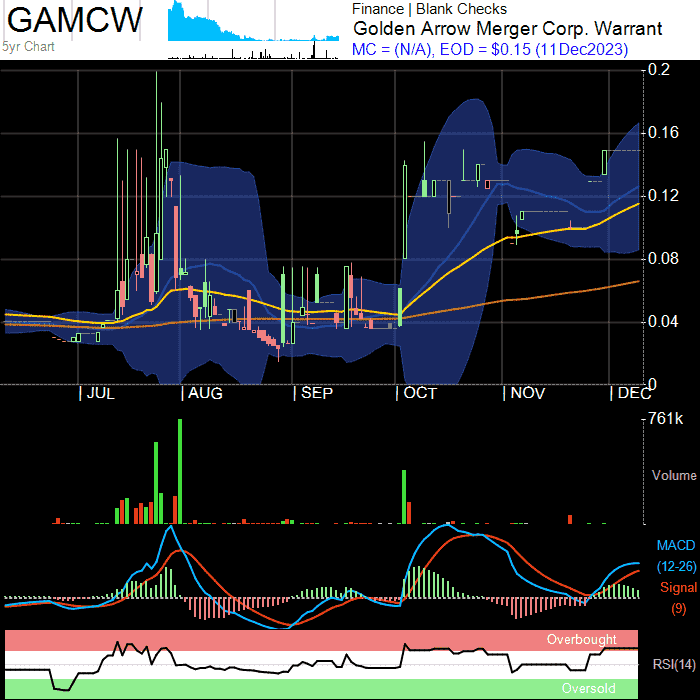 GAMCW
5yr Chart
Finance | Blank Checks
Golden Arrow Merger Corp. Warrant
MC = (N/A), EOD = $0.15 (11Dec2023)
0.2
0.16
0.12
0.08
0.04
0
| JUL | AUG | SEP | OCT | NOV | DEC
761k
Volume
MACD
(12-26)
Signal
(9)
Overbought
RSI(14)
Oversold